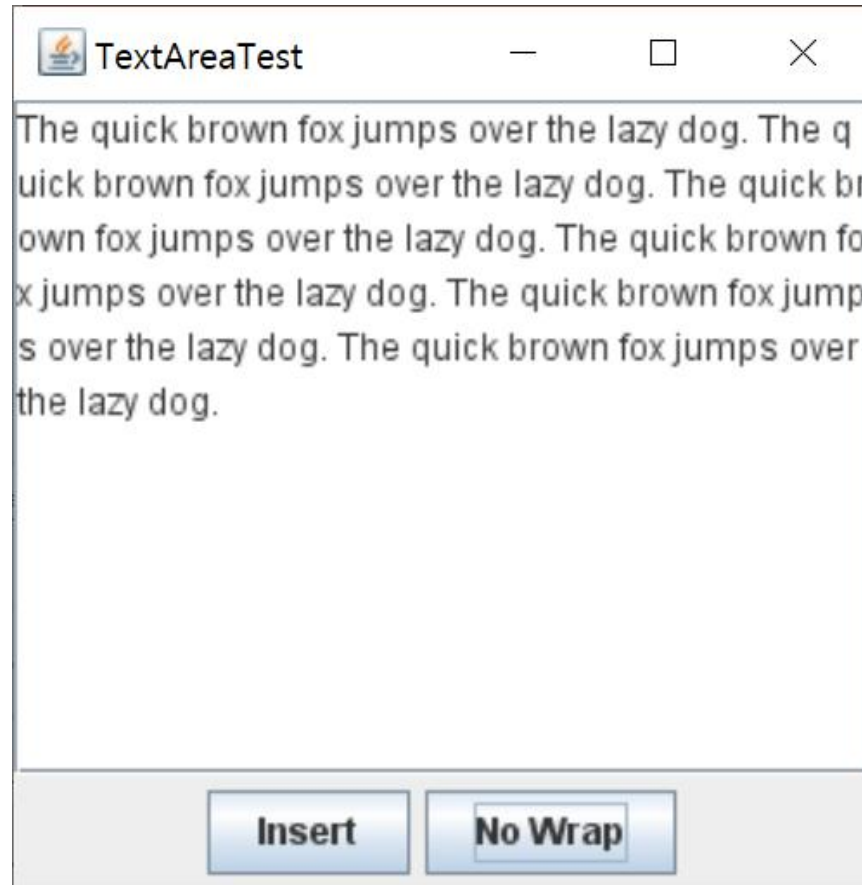 TextAreaTest
The quick brown fox jumps over the lazy dog. The q
uick brown fox jumps over the lazy dog. The quick br
own fox jumps over the lazy dog. The quick brown fo
x jumps over the lazy dog. The quick brown fox jump
s over the lazy dog. The quick brown fox jumps over
the lazy dog.
Insert No Wrap